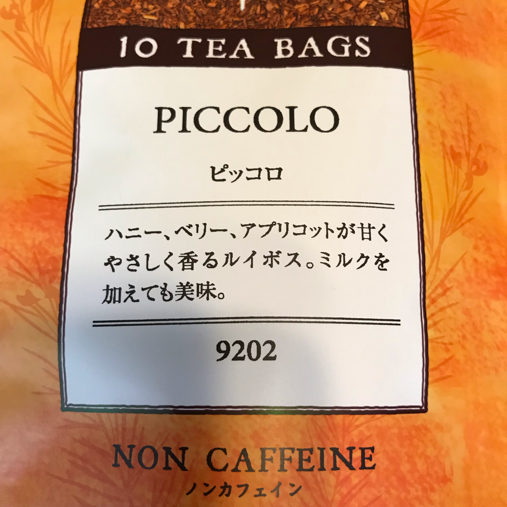 10 TEA BAGS
PICCOLO
ピッコロ
ハニー、ベリー、アプリコットが甘く
やさしく香るルイボス。ミルクを
加えても美味。
9202
NON CAFFEINE
ノンカフェイン